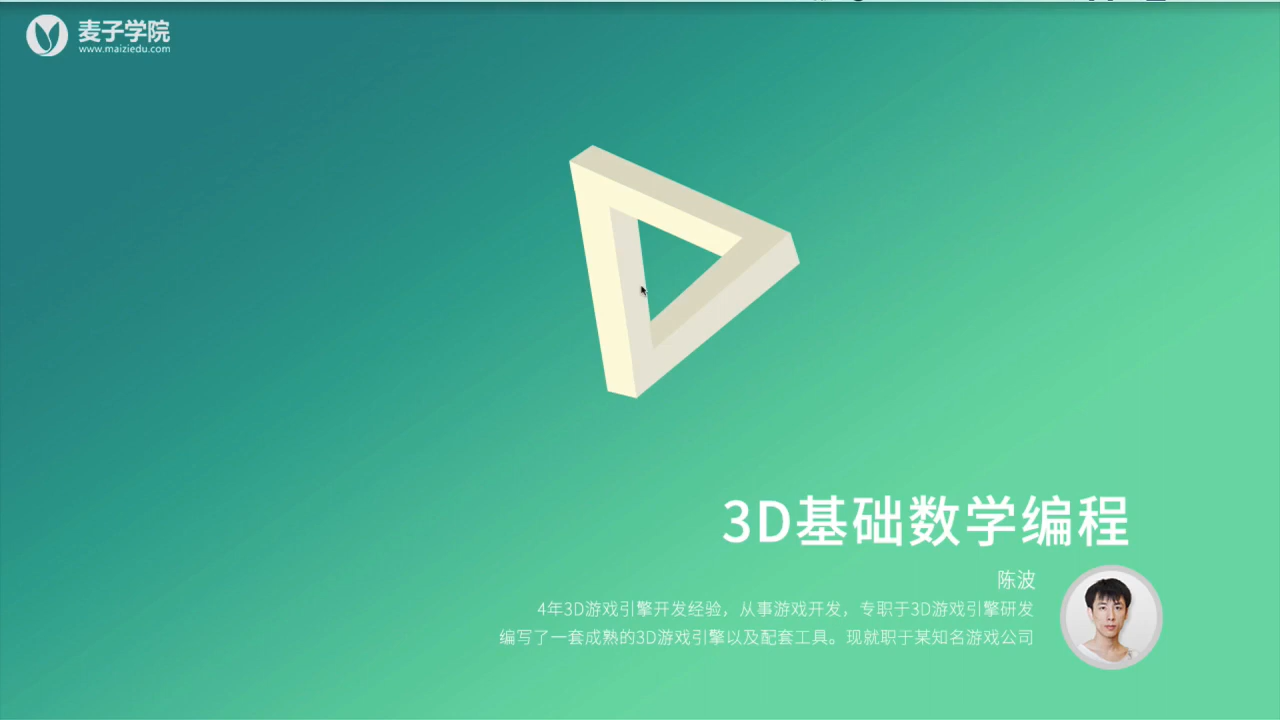 麦子学院
www.maiziedu.com
3D基础数学编程
陈波
4年3D游戏引擎开发经验，从事游戏开发，专职于3D游戏引擎研发
编写了一套成熟的3D游戏引擎以及配套工具。现就职于某知名游戏公司